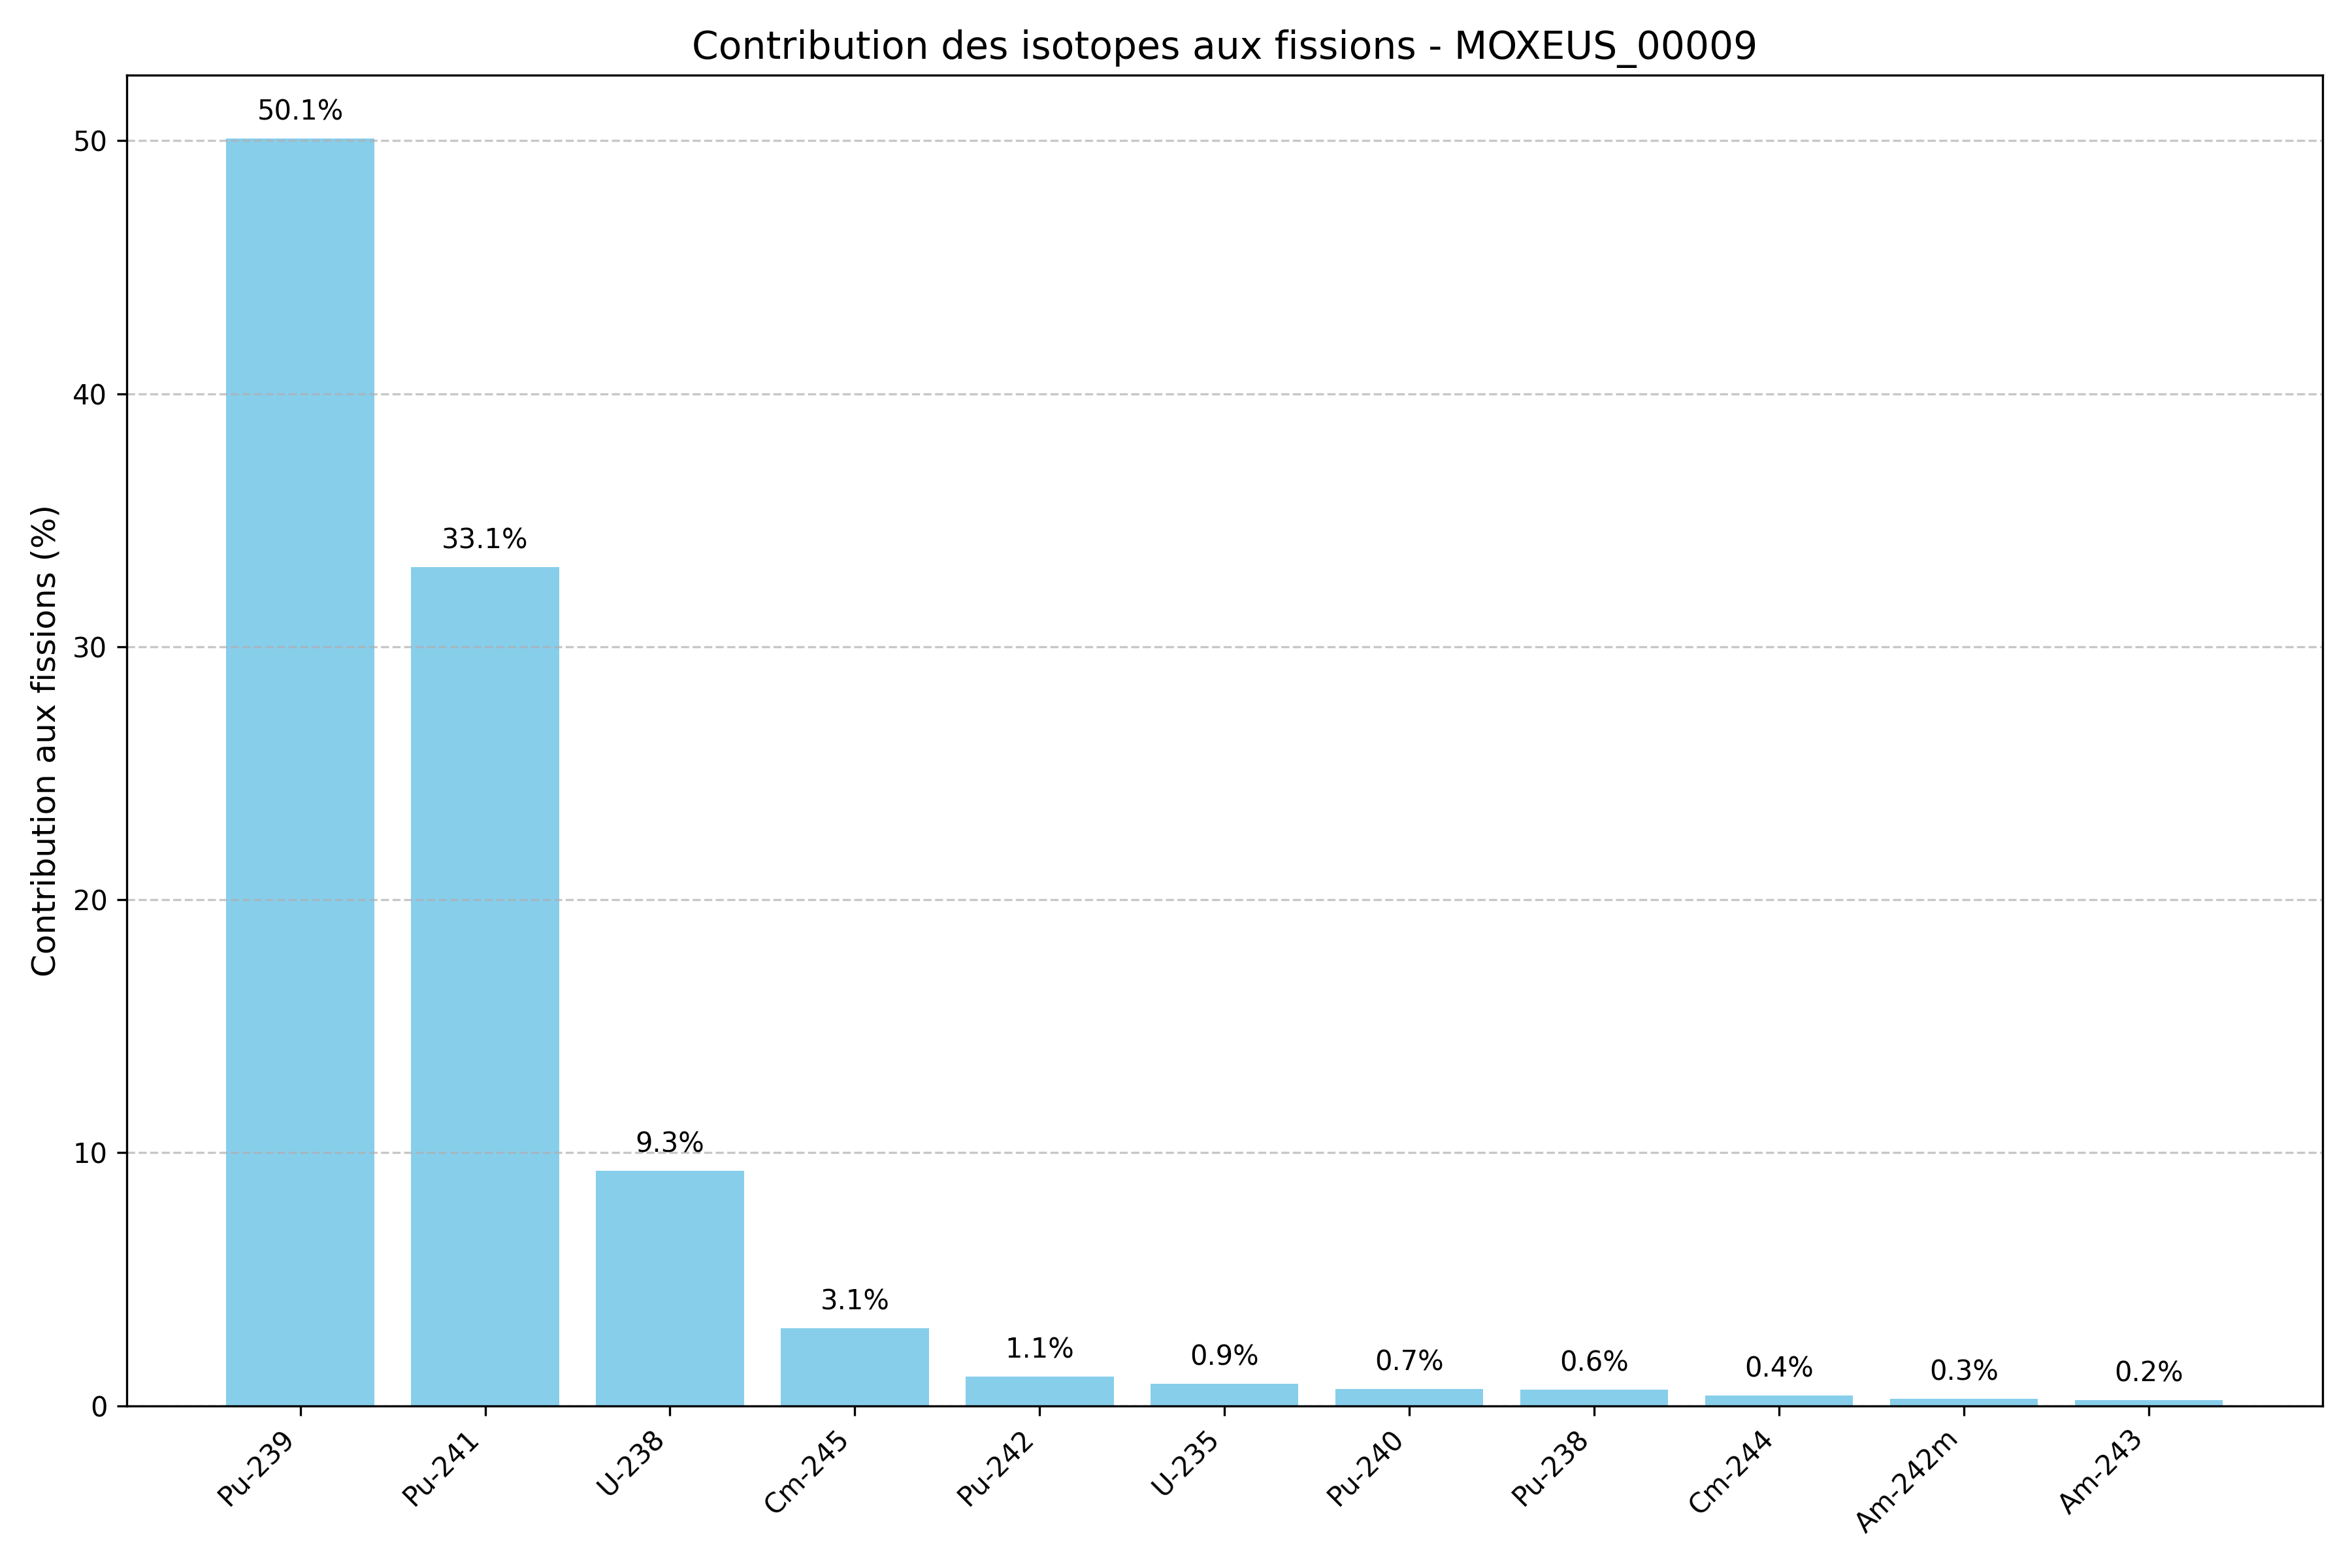 Contribution des isotopes aux fissions - MOXEUS_00009
Contribution aux fissions (%)
50
40
30
20
10
0
50.1%
33.1%
9.3%
3.1%
1.1%
0.9%
0.7%
0.6%
0.4%
0.3%
0.2%
Pu-239
Pu-241
U-238
Cm-245
Pu-242
U-235
Pu-240
Pu-238
Cm-244
Am-242m
Am-243